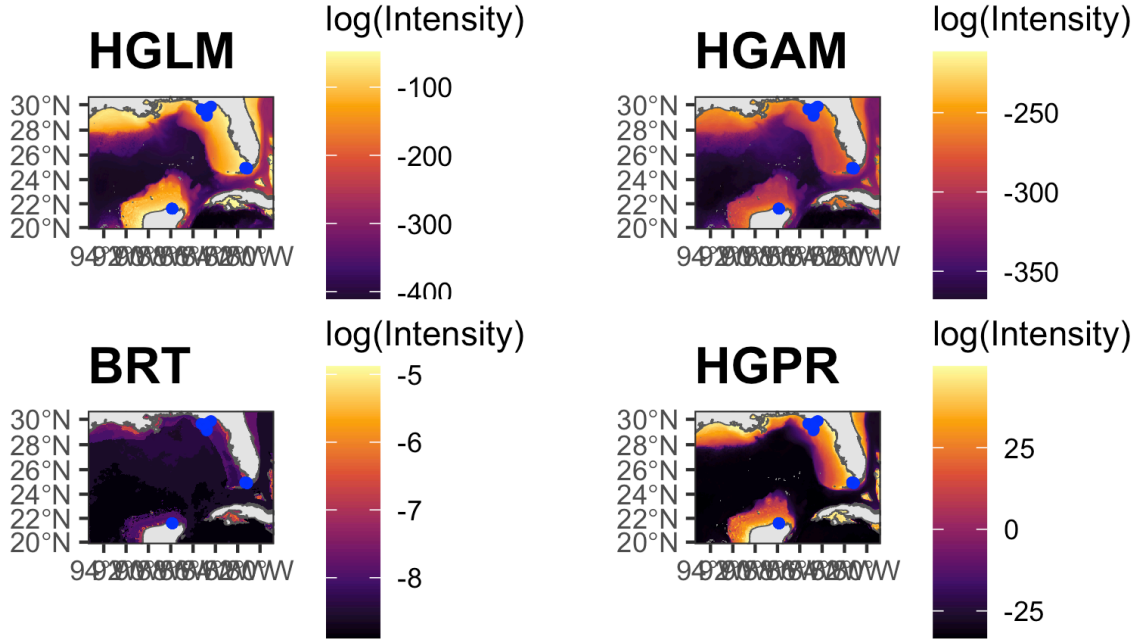 HGLM
log(Intensity)
-100
-200
-300
-400
30°N
28°N
26°N
24°N
22°N
20°N
HGAM
log(Intensity)
-250
-300
-350
30°N
28°N
26°N
24°N
22°N
20°N
BRT
log(Intensity)
-5
-6
-7
-8
30°N
28°N
26°N
24°N
22°N
20°N
HGPR
log(Intensity)
25
0
-25
30°N
28°N
26°N
24°N
22°N
20°N